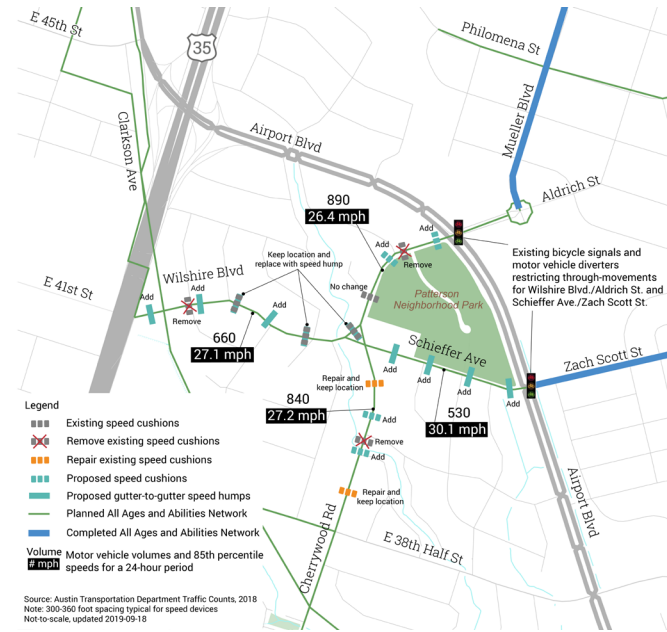 E 45th St
35
Philomena St
Clarkson Ave
Airport Blvd
Mueller Blvd
Aldrich St
890
26.4 mph
Add
Add
Remove
Keep location and
replace with speed hump
Existing bicycle signals and
motor vehicle diverters
restricting through-movements
for Wilshire Blvd./Aldrich St. and
Schieffer Ave./Zach Scott St.
Wilshire Blvd
E 41st St
No change
Patterson
Neighborhood Park
Add
Add
Remove
Add
660
27.1 mph
Schieffer Ave
Zach Scott St
Repair and
keep location
Add
Add
Add
Add
840
27.2 mph
530
30.1 mph
Add
Remove
Add
Legend
Existing speed cushions
Remove existing speed cushions
Repair existing speed cushions
Proposed speed cushions
Proposed gutter-to-gutter speed humps
Planned All Ages and Abilities Network
Completed All Ages and Abilities Network
Volume
# mph
Motor vehicle volumes and 85th percentile
speeds for a 24-hour period
Repair and
keep location
Airport Blvd
Cherrywood Rd
E 38th Half St
Source: Austin Transportation Department Traffic Counts, 2018
Note: 300-360 foot spacing typical for speed devices
Not-to-scale, updated 2019-09-18